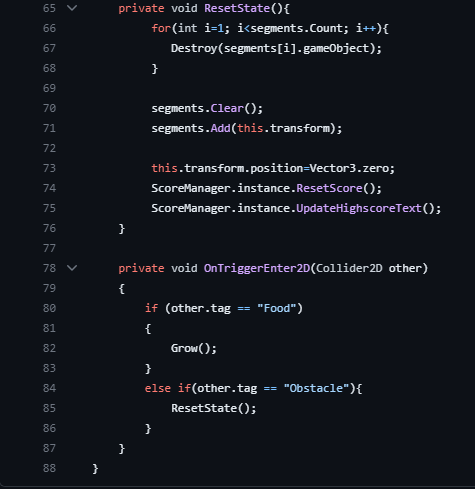 65 private void ResetState(){
66 for(int i=1; i<segments.Count; i++){
67 Destroy(segments[i].gameObject);
68 }
69
70 segments.Clear();
71 segments.Add(this.transform);
72
73 this.transform.position=Vector3.zero;
74 ScoreManager.instance.ResetScore();
75 ScoreManager.instance.UpdateHighscoreText();
76 }
77
78 private void OnTriggerEnter2D(Collider2D other)
79 {
80 if (other.tag == "Food")
81 {
82 Grow();
83 }
84 else if(other.tag == "Obstacle"){
85 ResetState();
86 }
87 }
88 }